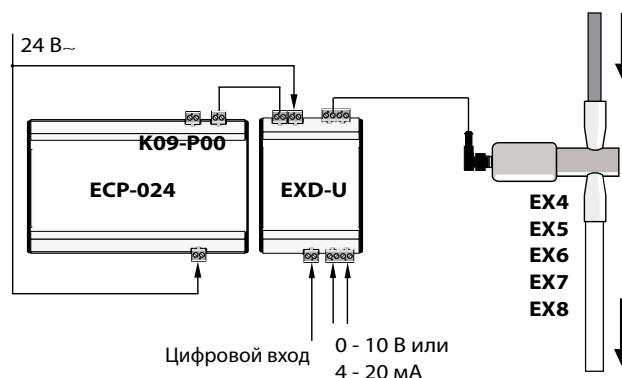 24 В~
K09-P00
ECP-024
EXD-U
EX4
EX5
EX6
EX7
EX8
Цифровой вход
0 - 10 В или
4 - 20 мА